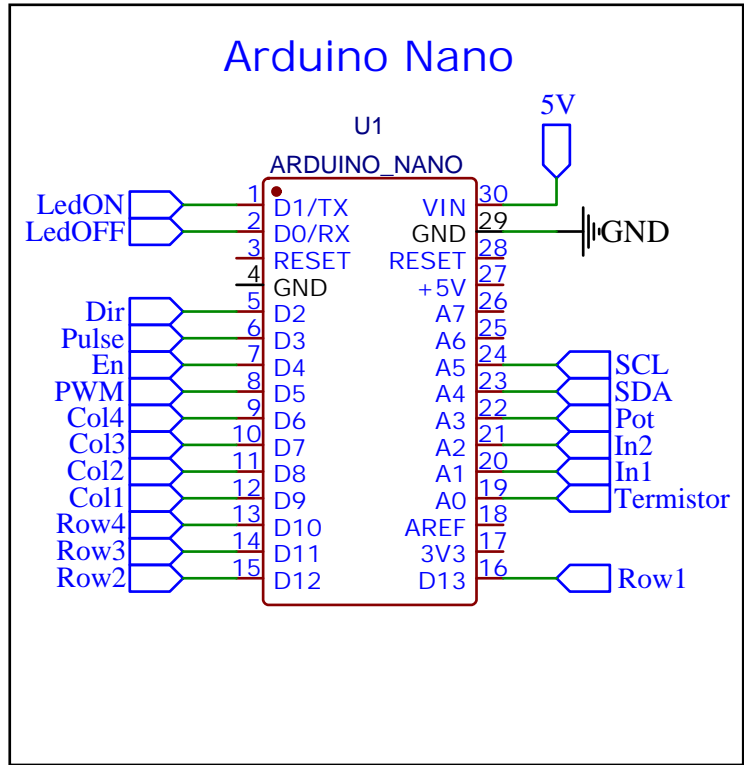 Arduino Nano
5V
U1
ARDUINO_NANO
LedON 1 D1/TX VIN 30
LedOFF 2 D0/RX GND 29 GND
3 RESET RESET 28
4 GND +5V 27
Dir 5 D2 A7 26
Pulse 6 D3 A6 25
En 7 D4 A5 24 SCL
PWM 8 D5 A4 23 SDA
Col4 9 D6 A3 22 Pot
Col3 10 D7 A2 21 In2
Col2 11 D8 A1 20 In1
Col1 12 D9 A0 19 Termistor
Row4 13 D10 AREF 18
Row3 14 D11 3V3 17
Row2 15 D12 D13 16 Row1